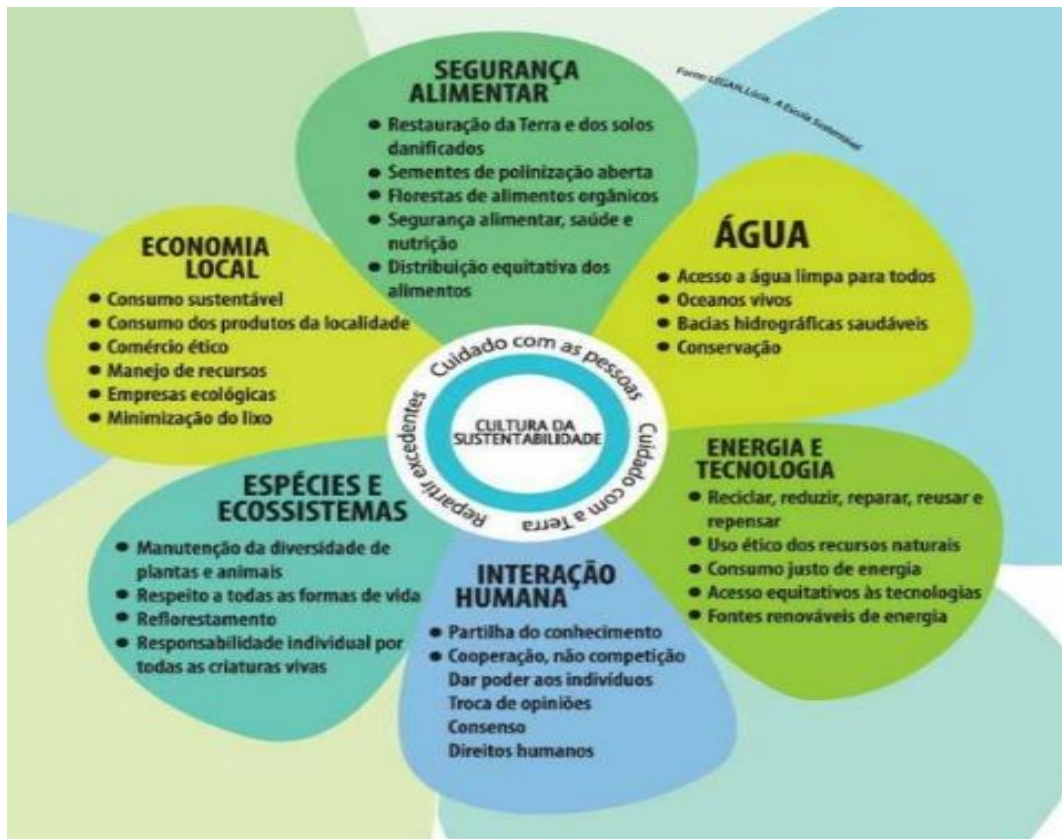 SEGURANÇA
ALIMENTAR
● Restauração da Terra e dos solos
danificados
● Sementes de polinização aberta
● Florestas de alimentos orgânicos
● Segurança alimentar, saúde e
nutrição
● Distribuição equitativa dos
alimentos
Lúcia. A Escola Sustentável
ÁGUA
● Acesso a água limpa para todos
● Oceanos vivos
● Bacias hidrográficas saudáveis
● Conservação
ECONOMIA
LOCAL
● Consumo sustentável
● Consumo dos produtos da localidade
● Comércio ético
● Manejo de recursos
● Empresas ecológicas
● Minimização do lixo
Cuidado com as pessoas
Cuidado com a Terra
Repartir excedentes
CULTURA DA
SUSTENTABILIDADE
ENERGIA E
TECNOLOGIA
● Reciclar, reduzir, reparar, reusar e
repensar
● Uso ético dos recursos naturais
● Consumo justo de energia
● Acesso equitativos às tecnologias
● Fontes renováveis de energia
ESPÉCIES E
ECOSSISTEMAS
● Manutenção da diversidade de
plantas e animais
● Respeito a todas as formas de vida
● Reflorestamento
● Responsabilidade individual por
todas as criaturas vivas
INTERAÇÃO
HUMANA
● Partilha do conhecimento
● Cooperação, não competição
Dar poder aos indivíduos
Troca de opiniões
Consenso
Direitos humanos